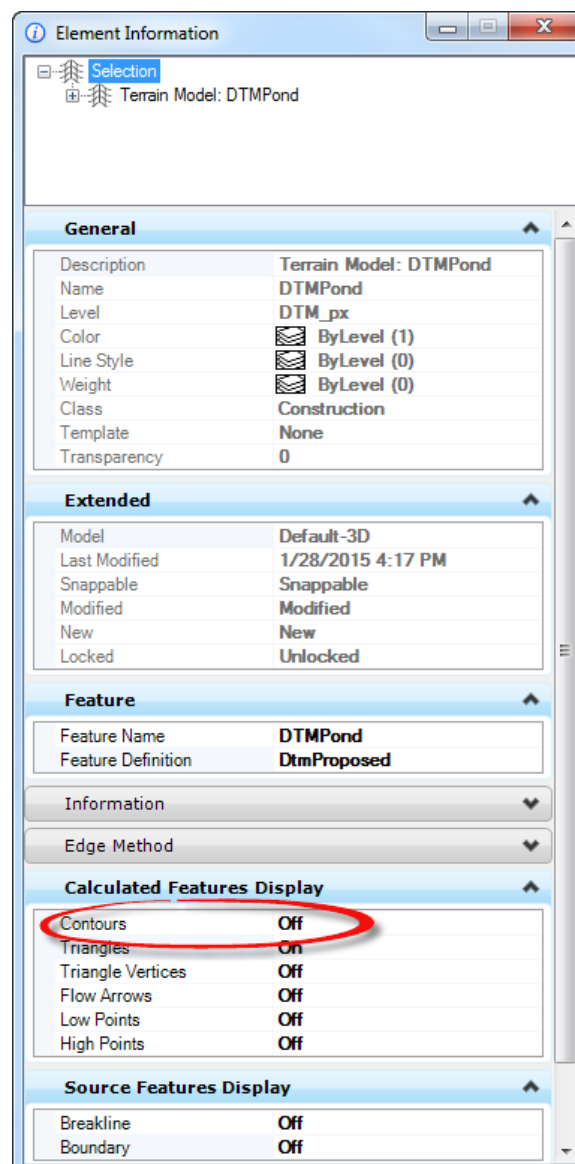 Element Information
Selection
Terrain Model: DTMPond
General
Description Terrain Model: DTMPond
Name DTMPond
Level DTM_px
Color ByLevel (1)
Line Style ByLevel (0)
Weight ByLevel (0)
Class Construction
Template None
Transparency 0
Extended
Model Default-3D
Last Modified 1/28/2015 4:17 PM
Snappable Snappable
Modified Modified
New New
Locked Unlocked
Feature
Feature Name DTMPond
Feature Definition DtmProposed
Information
Edge Method
Calculated Features Display
Contours Off
Triangles On
Triangle Vertices Off
Flow Arrows Off
Low Points Off
High Points Off
Source Features Display
Breakline Off
Boundary Off